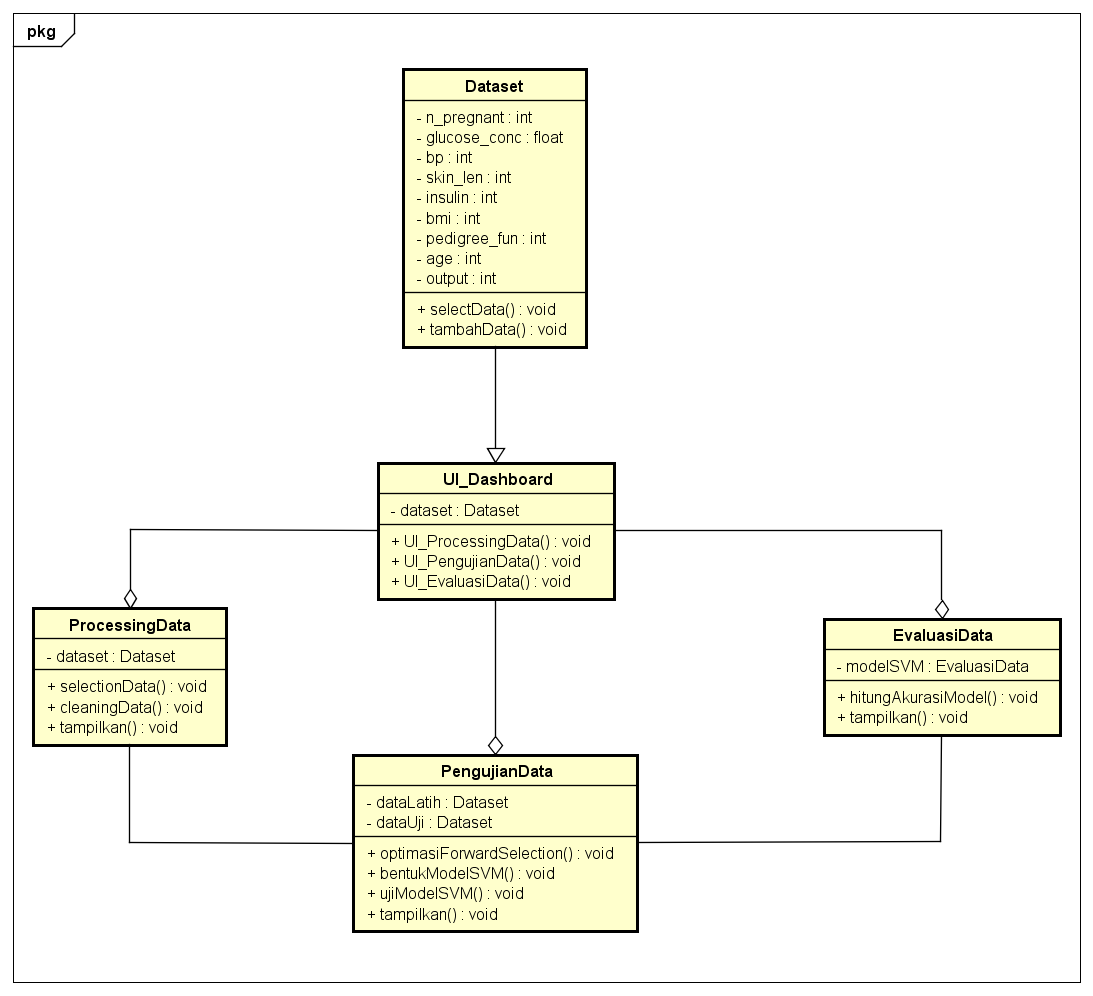 pkg
Dataset
- n_pregnant : int
- glucose_conc : float
- bp : int
- skin_len : int
- insulin : int
- bmi : int
- pedigree_fun : int
- age : int
- output : int
+ selectData() : void
+ tambahData() : void
UI_Dashboard
- dataset : Dataset
+ UI_ProcessingData() : void
+ UI_PengujianData() : void
+ UI_EvaluasiData() : void
ProcessingData
- dataset : Dataset
+ selectionData() : void
+ cleaningData() : void
+ tampilkan() : void
EvaluasiData
- modelSVM : EvaluasiData
+ hitungAkurasiModel() : void
+ tampilkan() : void
PengujianData
- dataLatih : Dataset
- dataUji : Dataset
+ optimasiForwardSelection() : void
+ bentukModelSVM() : void
+ ujiModelSVM() : void
+ tampilkan() : void